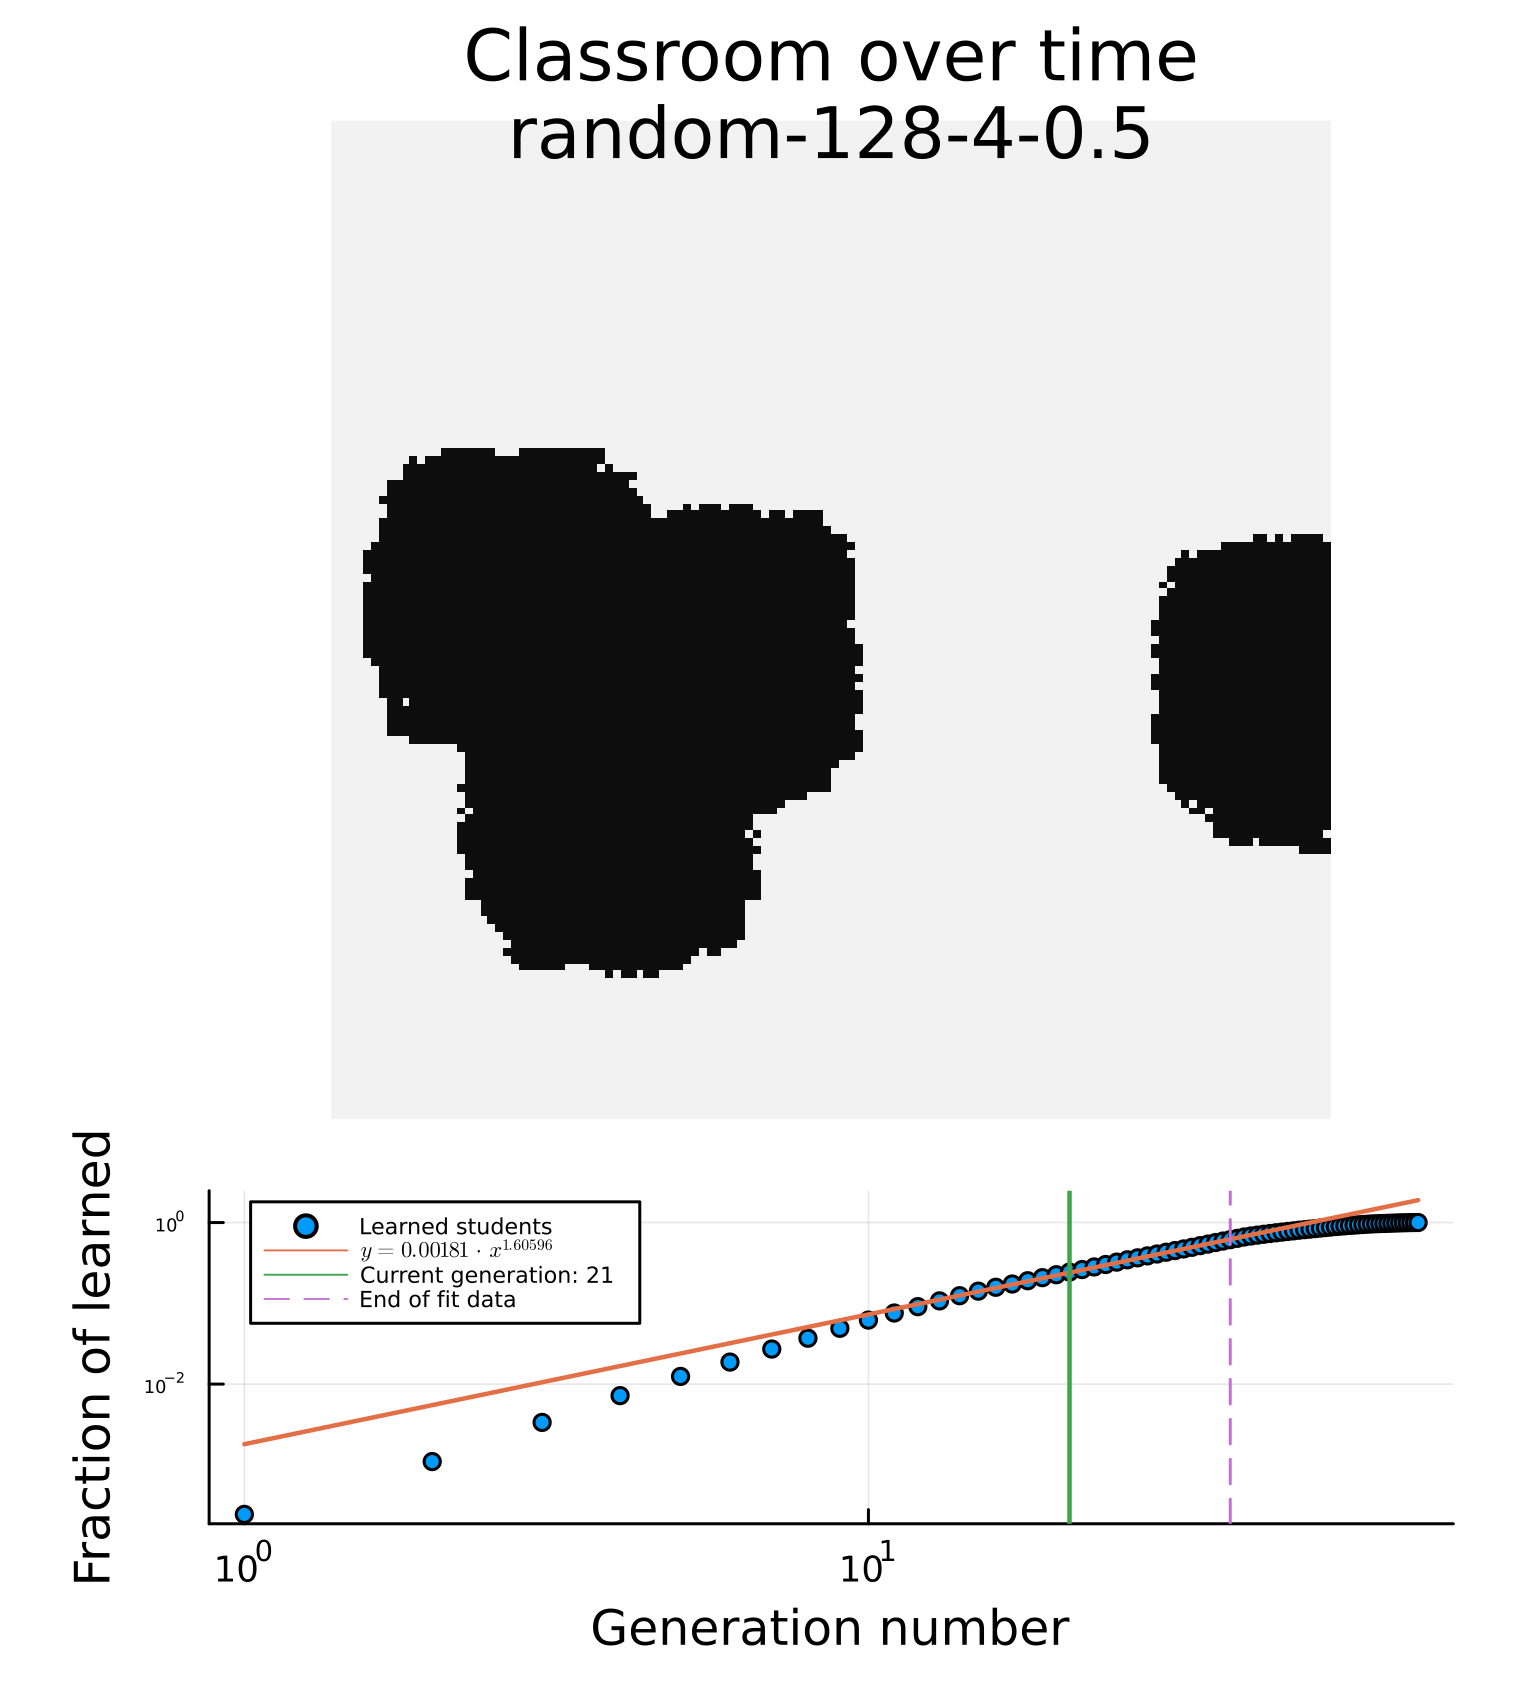 Classroom over time
random-128-4-0.5
Fraction of learned
10⁰
10⁻²
Learned students
y = 0.00181 · x^1.60596
Current generation: 21
End of fit data
10⁰
10¹
Generation number